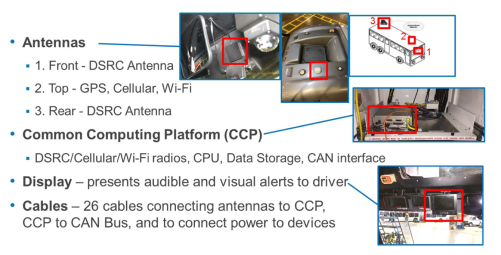 • Antennas
▪ 1. Front - DSRC Antenna
▪ 2. Top - GPS, Cellular, Wi-Fi
▪ 3. Rear - DSRC Antenna
• Common Computing Platform (CCP)
▪ DSRC/Cellular/Wi-Fi radios, CPU, Data Storage, CAN interface
• Display – presents audible and visual alerts to driver
• Cables – 26 cables connecting antennas to CCP,
CCP to CAN Bus, and to connect power to devices
3
2
1